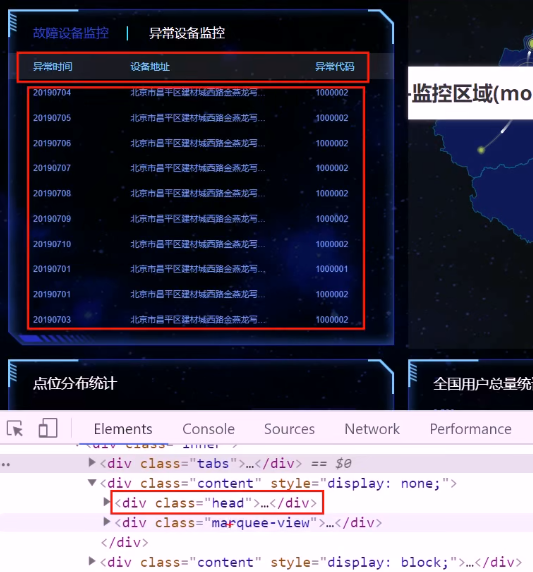 故障设备监控 | 异常设备监控
异常时间 设备地址 异常代码
20190704 北京市昌平区建材城西路金燕龙写... 1000002
20190705 北京市昌平区建材城西路金燕龙写... 1000002
20190706 北京市昌平区建材城西路金燕龙写... 1000002
20190707 北京市昌平区建材城西路金燕龙写... 1000002
20190708 北京市昌平区建材城西路金燕龙写... 1000002
20190709 北京市昌平区建材城西路金燕龙写... 1000002
20190710 北京市昌平区建材城西路金燕龙写... 1000002
20190701 北京市昌平区建材城西路金燕龙写... 1000001
20190701 北京市昌平区建材城西路金燕龙写... 1000002
20190703 北京市昌平区建材城西路金燕龙写... 1000002
-监控区域(mo
点位分布统计
全国用户总量统
Elements Console Sources Network Performance
<div class="inner">
<div class="tabs">…</div> == $0
<div class="content" style="display: none;">
<div class="head">…</div>
<div class="marquee-view">…</div>
</div>
<div class="content" style="display: block;">…</div>